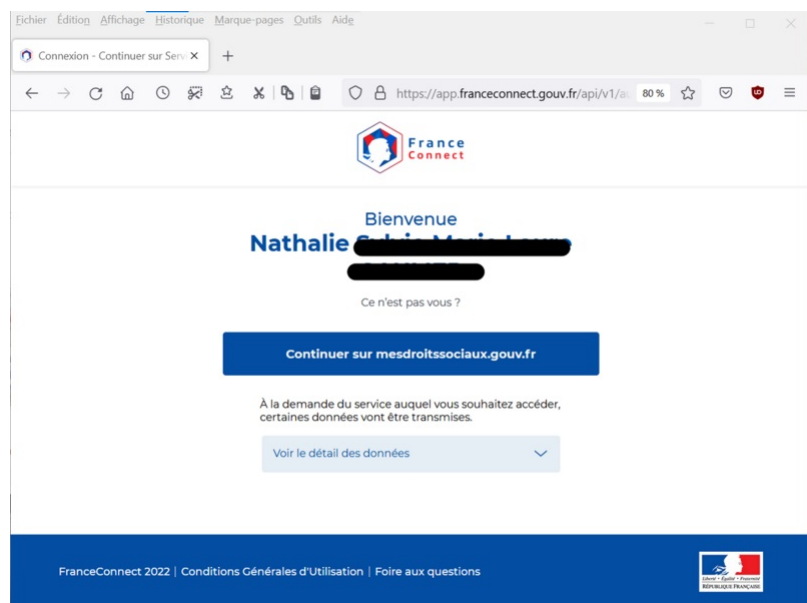 Fichier Édition Affichage Historique Marque-pages Outils Aide
Connexion - Continuer sur Ser
https://app.franceconnect.gouv.fr/api/v1/au 80 %
France
Connect
Bienvenue
Nathalie
Ce n'est pas vous ?
Continuer sur mesdroitssociaux.gouv.fr
À la demande du service auquel vous souhaitez accéder,
certaines données vont être transmises.
Voir le détail des données
FranceConnect 2022 | Conditions Générales d'Utilisation | Foire aux questions
Liberté • Égalité • Fraternité
RÉPUBLIQUE FRANÇAISE